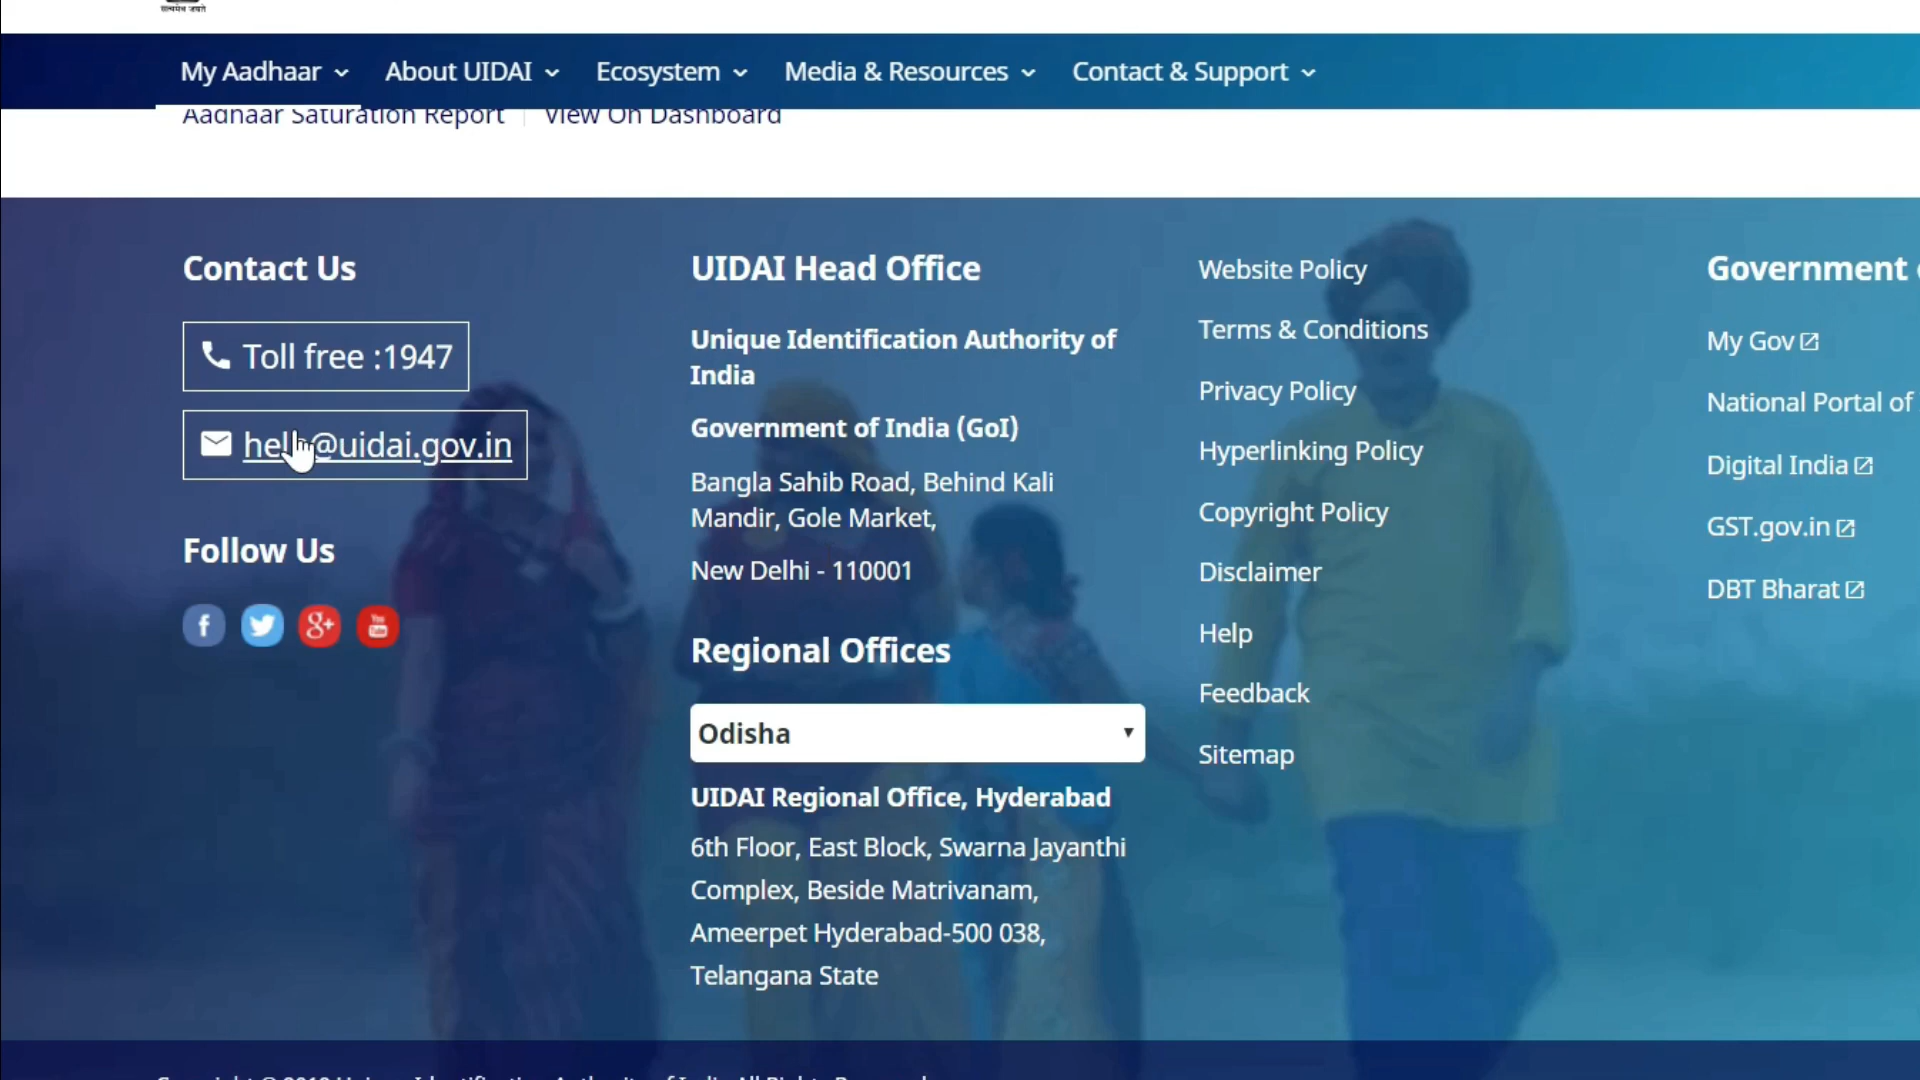 सत्यमेव जयते
My Aadhaar
About UIDAI
Ecosystem
Media & Resources
Contact & Support
Aadhaar Saturation Report
View On Dashboard
Contact Us
Toll free :1947
@uidai.gov.in
Follow Us
f
g+
You Tube
UIDAI Head Office
Unique Identification Authority of
India
Government of India (GoI)
Bangla Sahib Road, Behind Kali
Mandir, Gole Market,
New Delhi - 110001
Regional Offices
Odisha
UIDAI Regional Office, Hyderabad
6th Floor, East Block, Swarna Jayanthi
Complex, Beside Matrivanam,
Ameerpet Hyderabad-500 038,
Telangana State
Website Policy
Terms & Conditions
Privacy Policy
Hyperlinking Policy
Copyright Policy
Disclaimer
Help
Feedback
Sitemap
Government
My Gov
National Portal of
Digital India
GST.gov.in
DBT Bharat